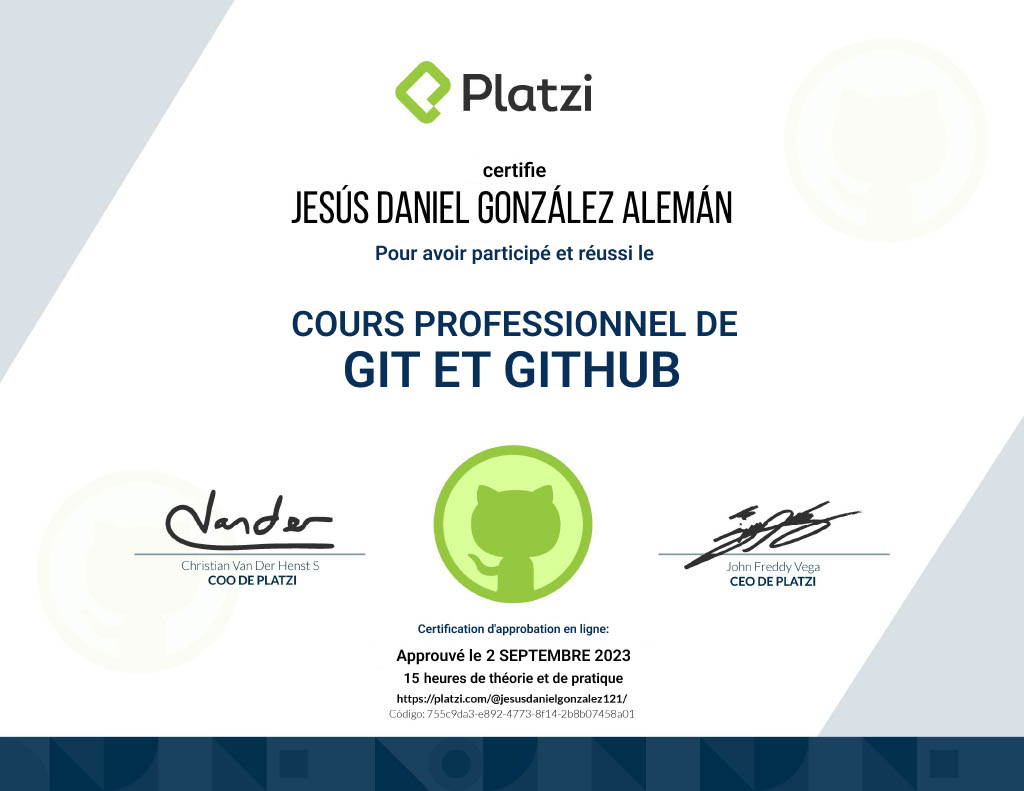 Platzi
certifie
JESÚS DANIEL GONZÁLEZ ALEMÁN
Pour avoir participé et réussi le
COURS PROFESSIONNEL DE
GIT ET GITHUB
Vander
Christian Van Der Henst S
COO DE PLATZI
John Freddy Vega
CEO DE PLATZI
Certification d'approbation en ligne:
Approuvé le 2 SEPTEMBRE 2023
15 heures de théorie et de pratique
https://platzi.com/@jesusdanielgonzalez121/
Código: 755c9da3-e892-4773-8f14-2b8b07458a01